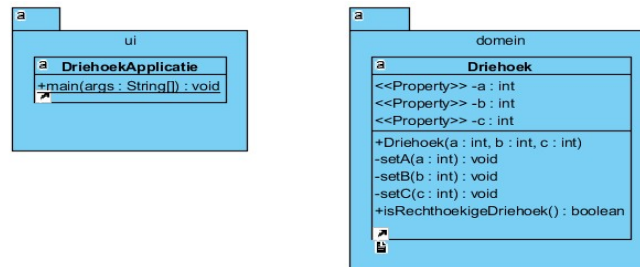 a
ui
a
DriehoekApplicatie
+main(args : String[]) : void
a
domein
a
Driehoek
<<Property>> -a : int
<<Property>> -b : int
<<Property>> -c : int
+Driehoek(a : int, b : int, c : int)
-setA(a : int) : void
-setB(b : int) : void
-setC(c : int) : void
+isRechthoekigeDriehoek() : boolean